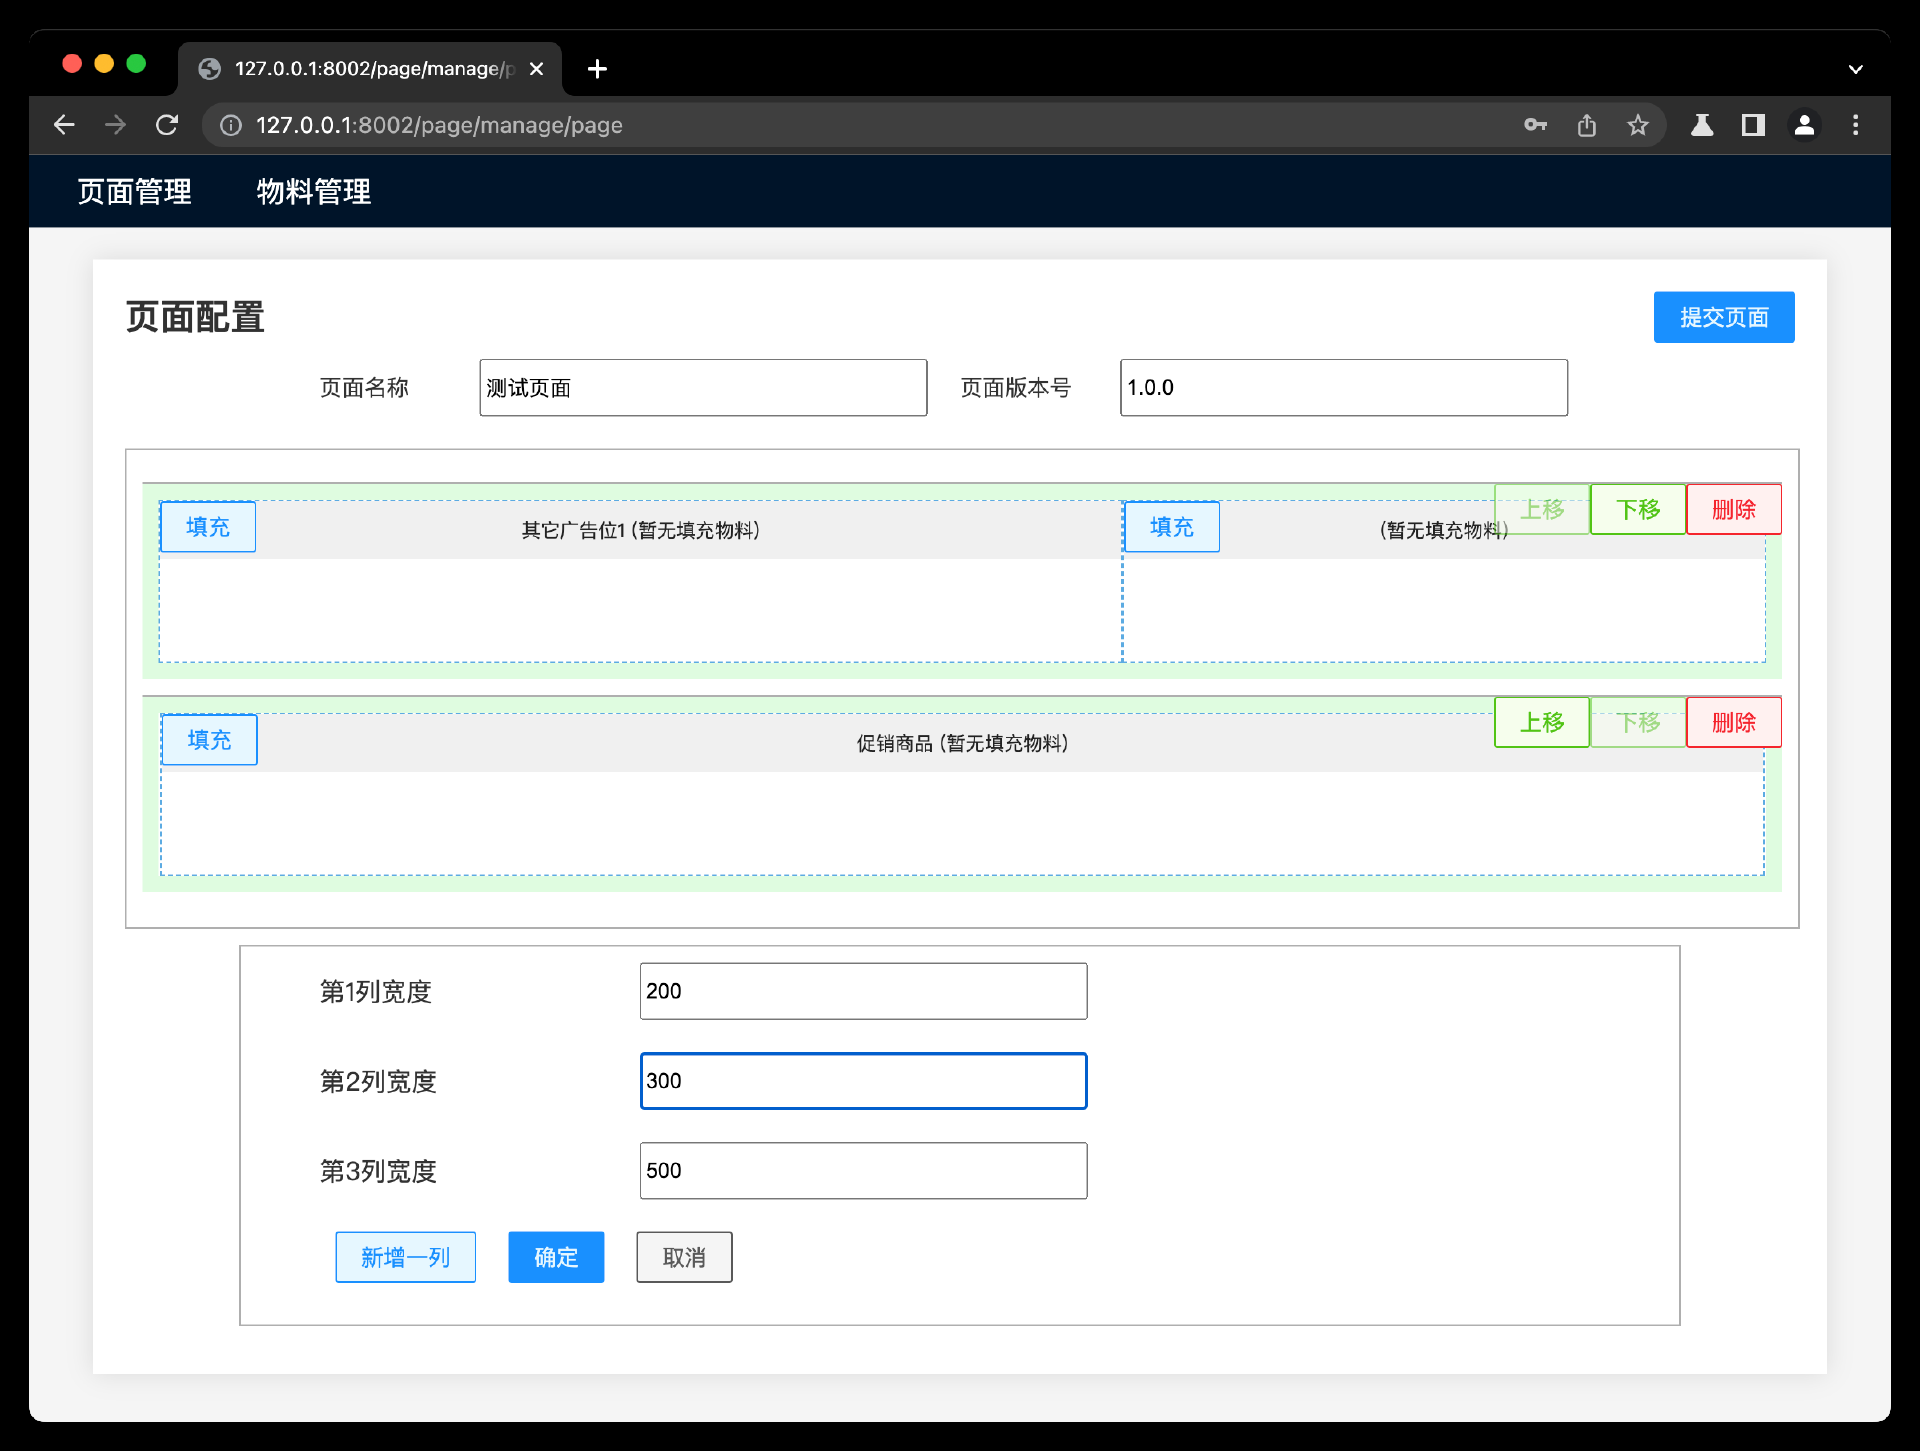 127.0.0.1:8002/page/manage/p
127.0.0.1:8002/page/manage/page
页面管理 物料管理
页面配置 提交页面
页面名称 测试页面 页面版本号 1.0.0
填充 其它广告位1 (暂无填充物料) 填充 (暂无填充物料) 上移 下移 删除
填充 促销商品 (暂无填充物料) 上移 下移 删除
第1列宽度 200
第2列宽度 300
第3列宽度 500
新增一列 确定 取消